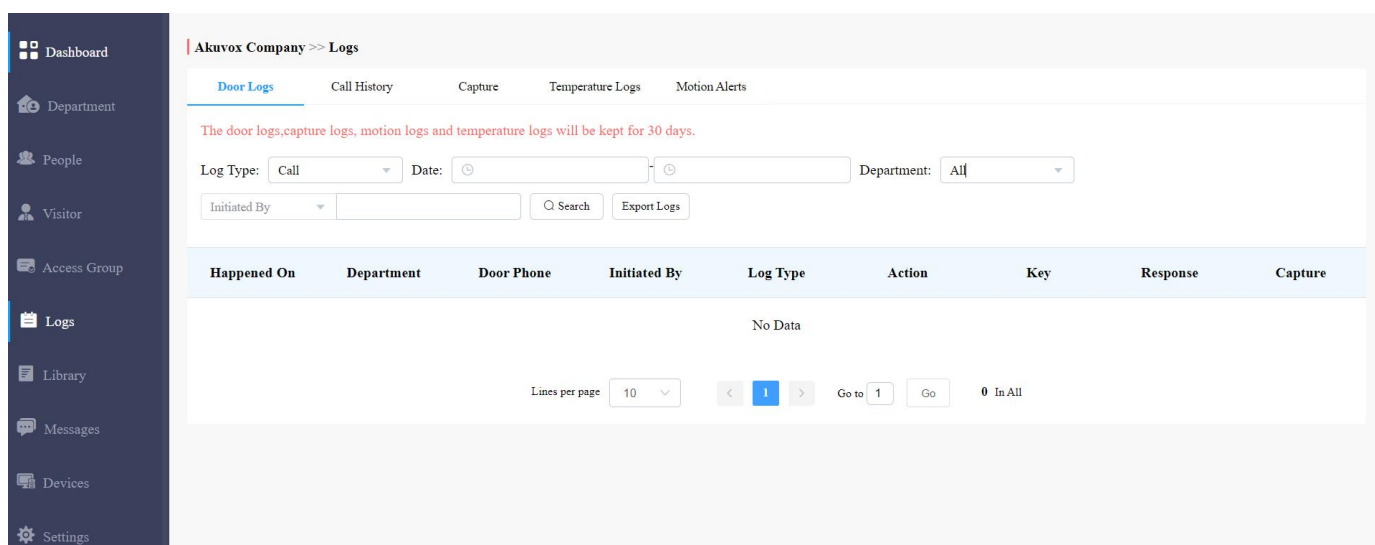 Dashboard
Department
People
Visitor
Access Group
Logs
Library
Messages
Devices
Settings
Akuvox Company >> Logs
Door Logs Call History Capture Temperature Logs Motion Alerts
The door logs,capture logs, motion logs and temperature logs will be kept for 30 days.
Log Type: Call Date: - Department: All
Initiated By Search Export Logs
Happened On Department Door Phone Initiated By Log Type Action Key Response Capture
No Data
Lines per page 10 < 1 > Go to 1 Go 0 In All